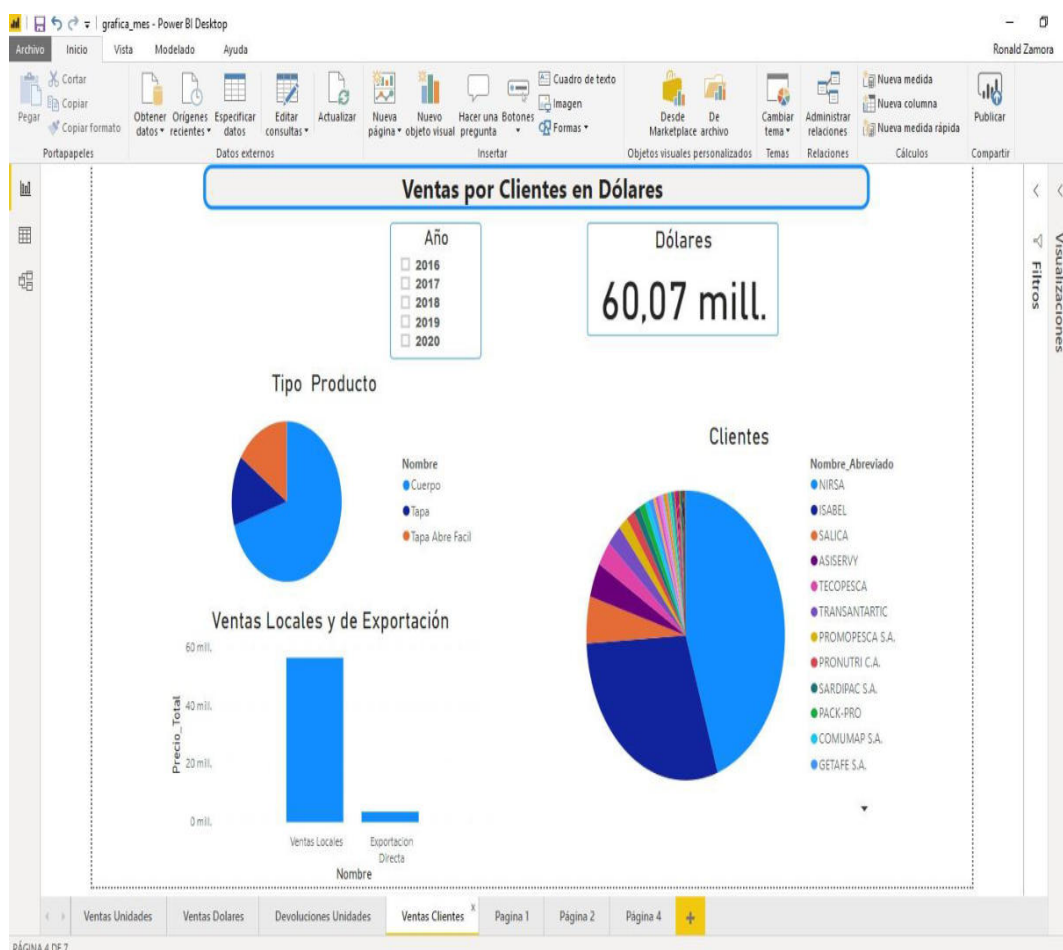 grafica_mes - Power BI Desktop
Archivo Inicio Vista Modelado Ayuda Ronald Zamora
Pegar
Cortar
Copiar
Copiar formato
Obtener datos
Orígenes recientes
Especificar datos
Editar consultas
Actualizar
Nueva página
Nuevo objeto visual
Hacer una pregunta
Botones
Cuadro de texto
Imagen
Formas
Desde Marketplace
De archivo
Cambiar tema
Administrar relaciones
Nueva medida
Nueva columna
Nueva medida rápida
Publicar
Portapapeles Datos externos Insertar Objetos visuales personalizados Temas Relaciones Cálculos Compartir
Ventas por Clientes en Dólares
Año
2016
2017
2018
2019
2020
Dólares
60,07 mill.
Filtros
Visualizaciones
Tipo Producto
Nombre
Cuerpo
Tapa
Tapa Abre Facil
Clientes
Nombre_Abreviado
NIRSA
ISABEL
SALICA
ASISERVY
TECOPESCA
TRANSANTARTIC
PROMOPESCA S.A.
PRONUTRI C.A.
SARDIPAC S.A.
PACK-PRO
COMUMAP S.A.
GETAFE S.A.
Ventas Locales y de Exportación
60 mill.
40 mill.
20 mill.
0 mill.
Precio_Total
Ventas Locales
Exportacion
Directa
Nombre
Ventas Unidades Ventas Dolares Devoluciones Unidades Ventas Clientes x Pagina 1 Página 2 Página 4 +
PÁGINA 4 DE 7